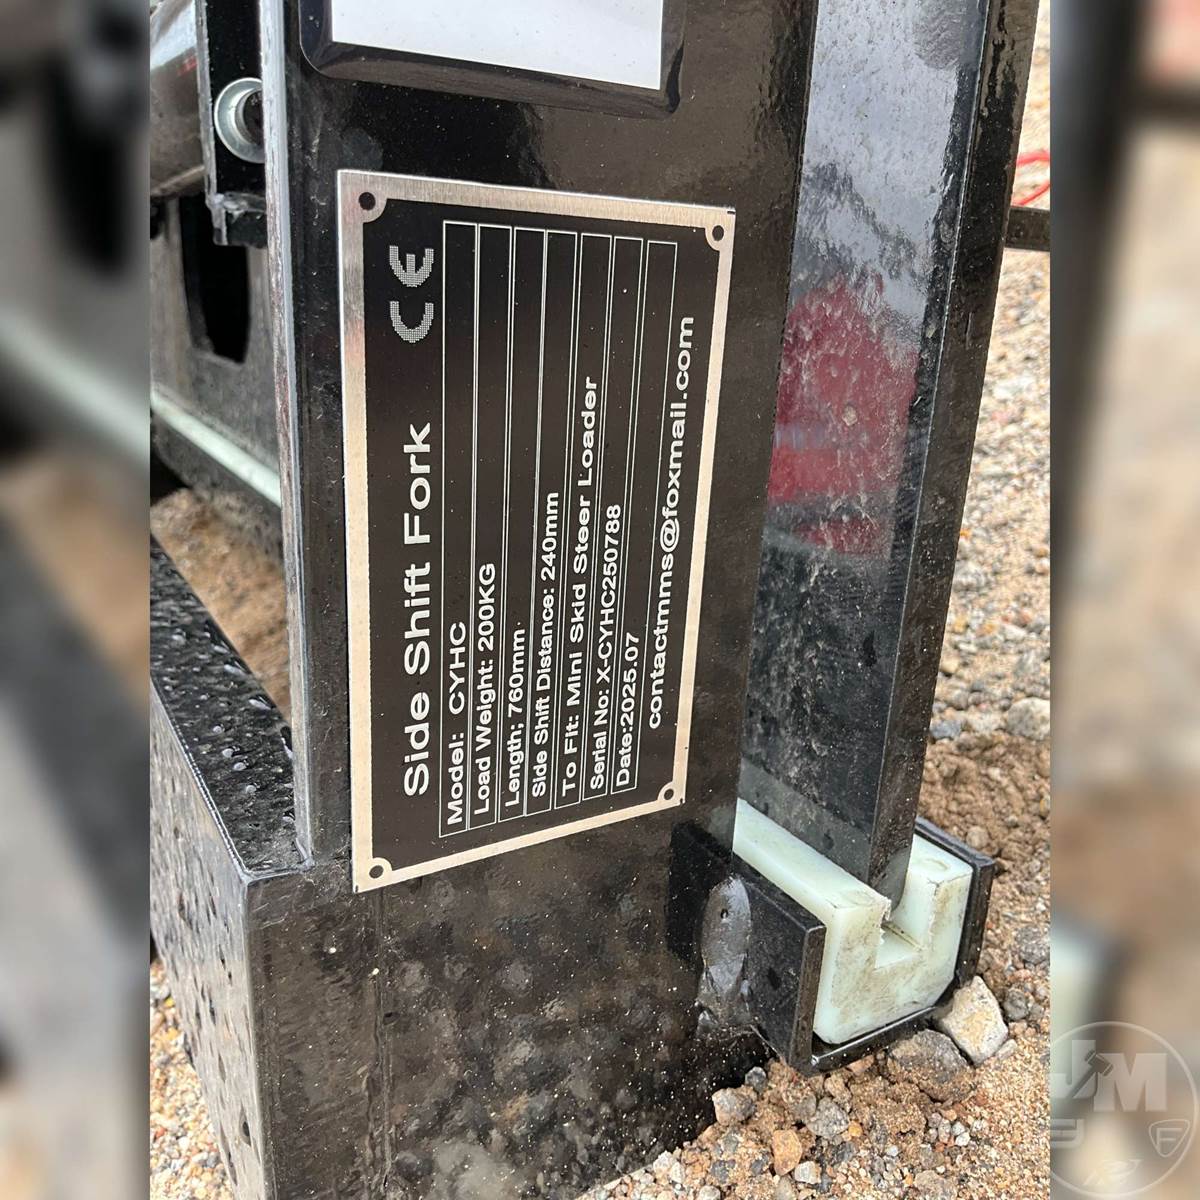 CE
Side Shift Fork
Model: CYHC
Load Weight: 200KG
Length; 760mm
Side Shift Distance: 240mm
To Fit: Mini Skid Steer Loader
Serial No: X-CYHC250788
Date:2025.07
contactmms@foxmail.com
JM
F